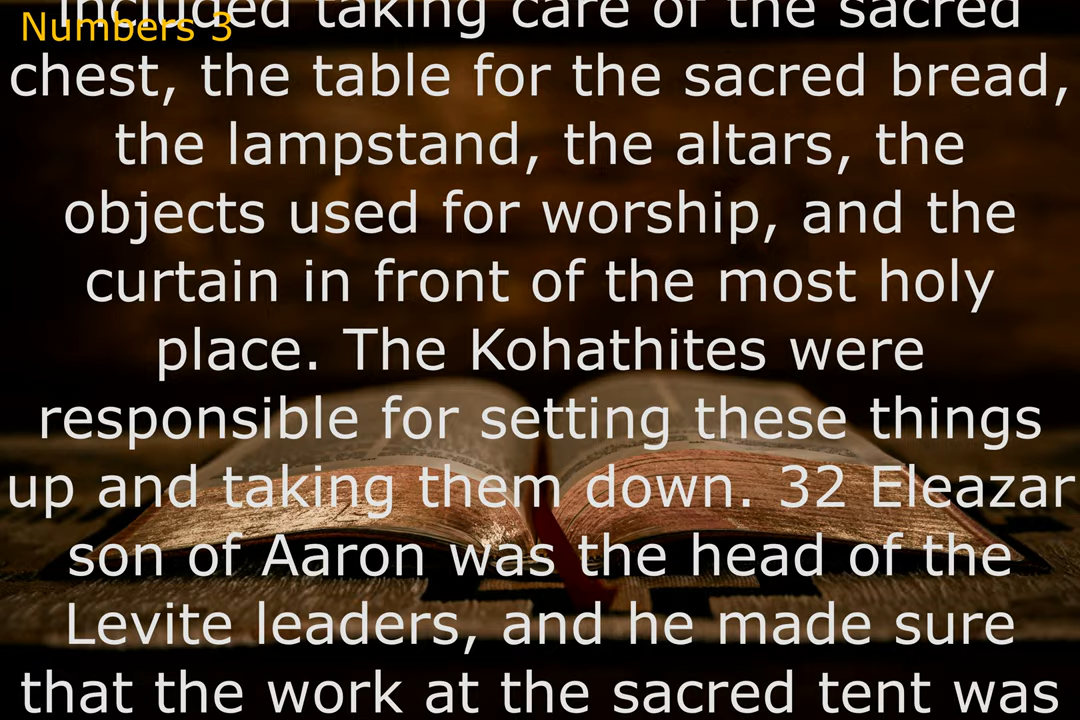 included taking care of the sacred
Numbers 3
chest, the table for the sacred bread,
the lampstand, the altars, the
objects used for worship, and the
curtain in front of the most holy
place. The Kohathites were
responsible for setting these things
up and taking them down. 32 Eleazar
son of Aaron was the head of the
Levite leaders, and he made sure
that the work at the sacred tent was